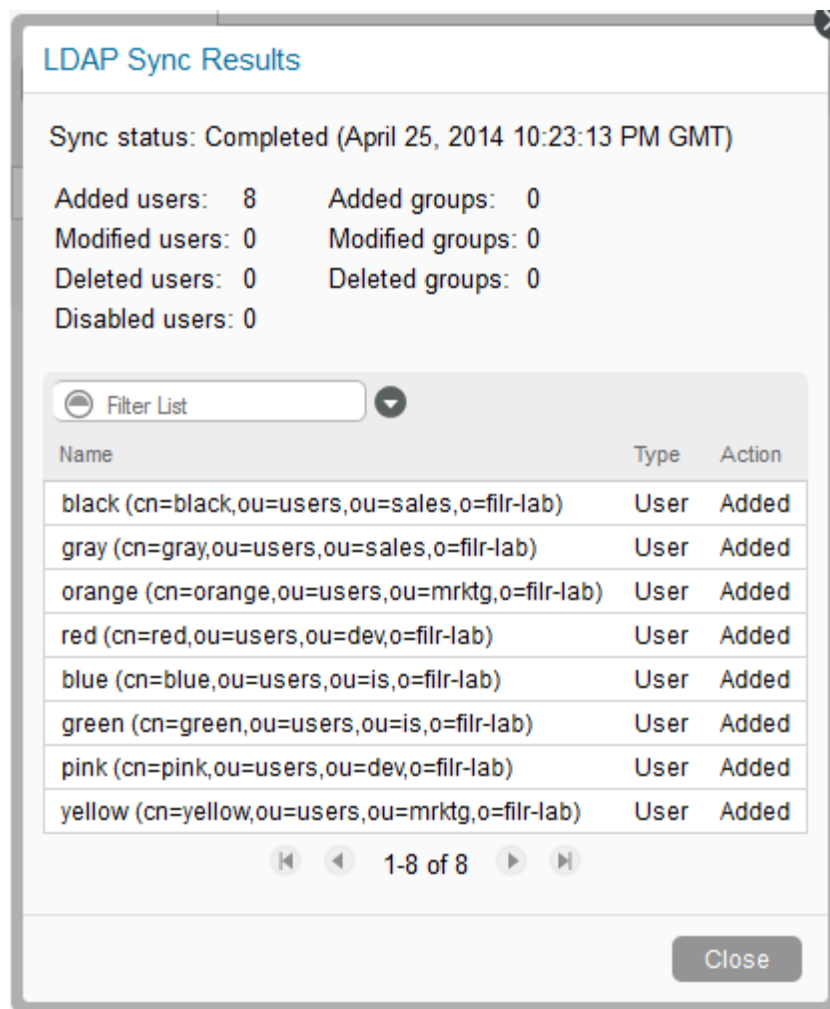 LDAP Sync Results
Sync status: Completed (April 25, 2014 10:23:13 PM GMT)
Added users: 8 Added groups: 0
Modified users: 0 Modified groups: 0
Deleted users: 0 Deleted groups: 0
Disabled users: 0
Filter List
Name Type Action
black (cn=black,ou=users,ou=sales,o=filr-lab) User Added
gray (cn=gray,ou=users,ou=sales,o=filr-lab) User Added
orange (cn=orange,ou=users,ou=mrktg,o=filr-lab) User Added
red (cn=red,ou=users,ou=dev,o=filr-lab) User Added
blue (cn=blue,ou=users,ou=is,o=filr-lab) User Added
green (cn=green,ou=users,ou=is,o=filr-lab) User Added
pink (cn=pink,ou=users,ou=dev,o=filr-lab) User Added
yellow (cn=yellow,ou=users,ou=mrktg,o=filr-lab) User Added
1-8 of 8
Close